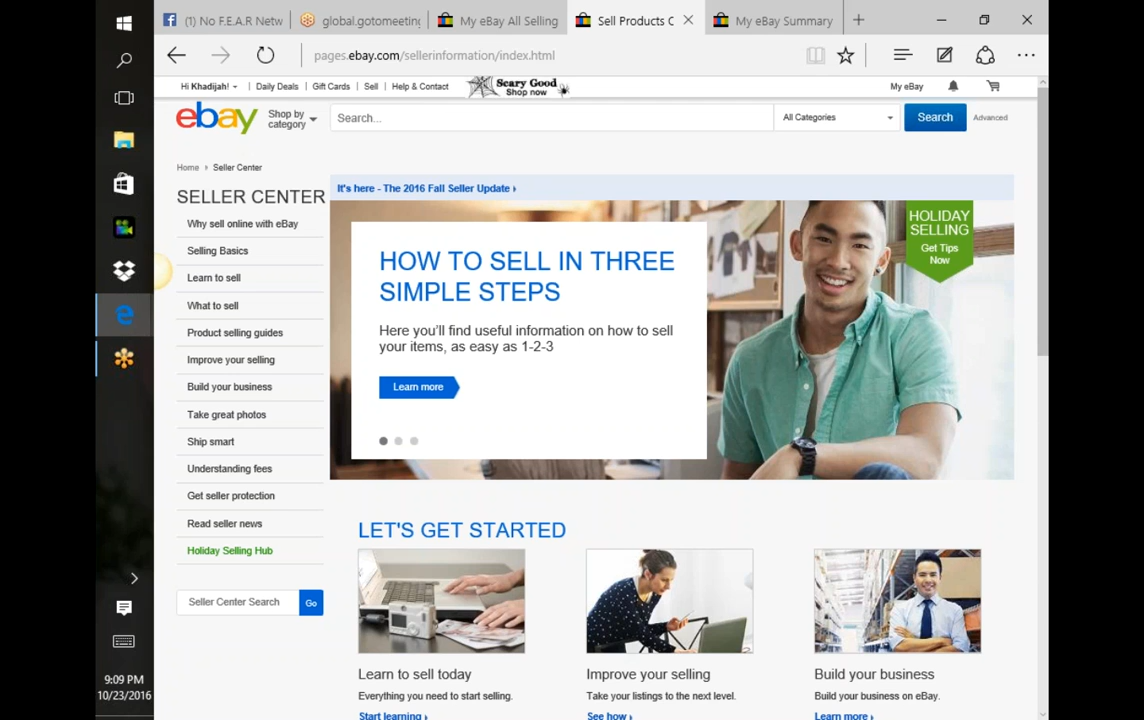 (1) No F.E.A.R Netw
global.gotomeeting
My eBay All Selling
Sell Products C
My eBay Summary
pages.ebay.com/sellerinformation/index.html
Hi Khadijah!
Daily Deals
Gift Cards
Sell
Help & Contact
Scary Good
Shop now
My eBay
ebay
Shop by
category
Search...
All Categories
Search
Advanced
Home
Seller Center
SELLER CENTER
It's here - The 2016 Fall Seller Update
Why sell online with eBay
Selling Basics
Learn to sell
What to sell
Product selling guides
Improve your selling
Build your business
Take great photos
Ship smart
Understanding fees
Get seller protection
Read seller news
Holiday Selling Hub
Seller Center Search
Go
HOW TO SELL IN THREE
SIMPLE STEPS
Here you'll find useful information on how to sell
your items, as easy as 1-2-3
Learn more
HOLIDAY
SELLING
Get Tips
Now
LET'S GET STARTED
Learn to sell today
Everything you need to start selling.
Start learning
Improve your selling
Take your listings to the next level.
See how
Build your business
Build your business on eBay.
Learn more
9:09 PM
10/23/2016